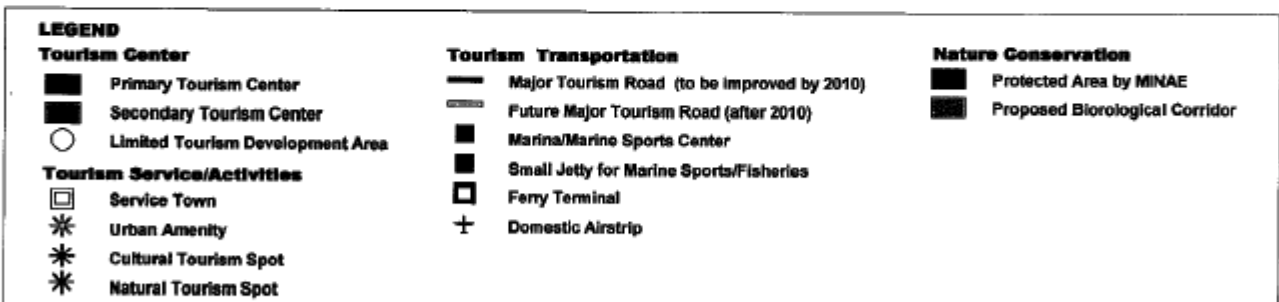 LEGEND
Tourism Center
Primary Tourism Center
Secondary Tourism Center
Limited Tourism Development Area
Tourism Service/Activities
Service Town
Urban Amenity
Cultural Tourism Spot
Natural Tourism Spot
Tourism Transportation
Major Tourism Road (to be improved by 2010)
Future Major Tourism Road (after 2010)
Marina/Marine Sports Center
Small Jetty for Marine Sports/Fisheries
Ferry Terminal
Domestic Airstrip
Nature Conservation
Protected Area by MINAE
Proposed Biorological Corridor